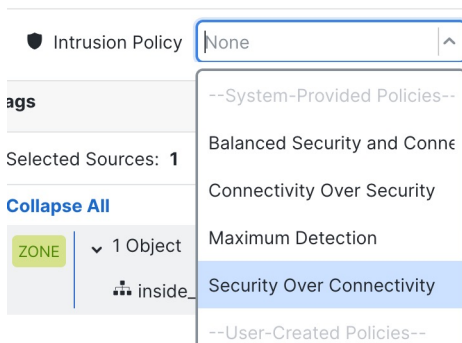 Intrusion Policy None
--System-Provided Policies--
ags
Balanced Security and Conne
Selected Sources: 1
Connectivity Over Security
Collapse All
Maximum Detection
ZONE 1 Object
Security Over Connectivity
inside_
--User-Created Policies--